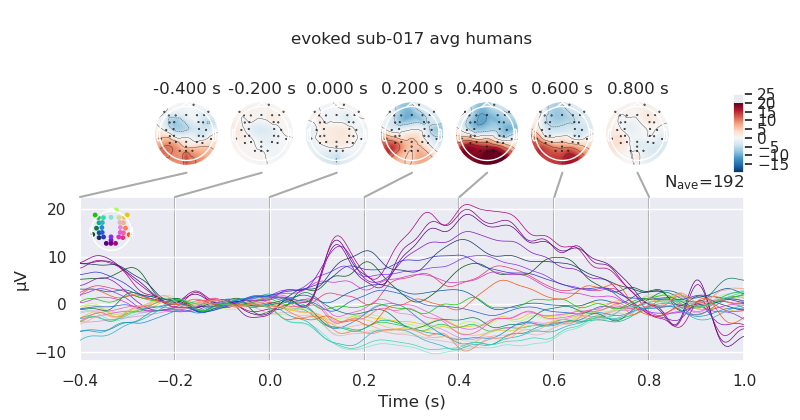 evoked sub-017 avg humans
-0.400 s -0.200 s 0.000 s 0.200 s 0.400 s 0.600 s 0.800 s
25
20
15
10
5
0
−5
−10
−15
Nave=192
μV
20
10
0
−10
−0.4 −0.2 0.0 0.2 0.4 0.6 0.8 1.0
Time (s)